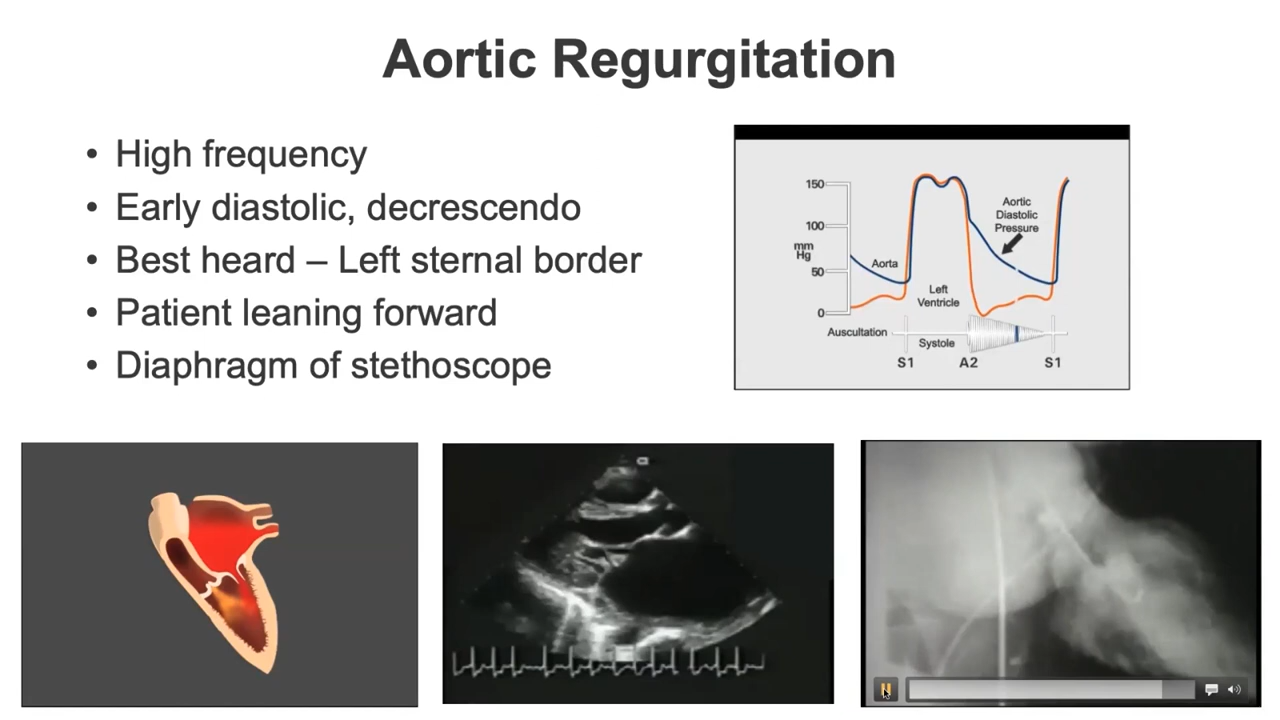 Aortic Regurgitation
• High frequency
• Early diastolic, decrescendo
• Best heard – Left sternal border
• Patient leaning forward
• Diaphragm of stethoscope
150
100
mm
Hg
50
0
Aorta
Aortic
Diastolic
Pressure
Left
Ventricle
Auscultation
Systole
S1
A2
S1